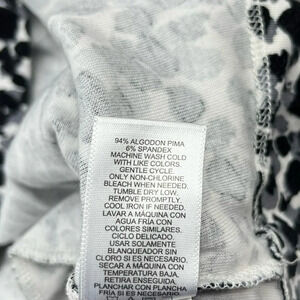 94% ALGODON PIMA
6% SPANDEX
MACHINE WASH COLD
WITH LIKE COLORS.
GENTLE CYCLE.
ONLY NON-CHLORINE
BLEACH WHEN NEEDED.
TUMBLE DRY LOW.
REMOVE PROMPTLY.
COOL IRON IF NEEDED.
LAVAR A MÁQUINA CON
AGUA FRÍA CON
COLORES SIMILARES.
CICLO DELICADO.
USAR SOLAMENTE
BLANQUEADOR SIN
CLORO SI ES NECESARIO.
SECAR A MÁQUINA CON
TEMPERATURA BAJA.
RETIRA ENSEGUIDA.
PLANCHAR CON PLANCHA
FRÍA SI ES NECESARIO.